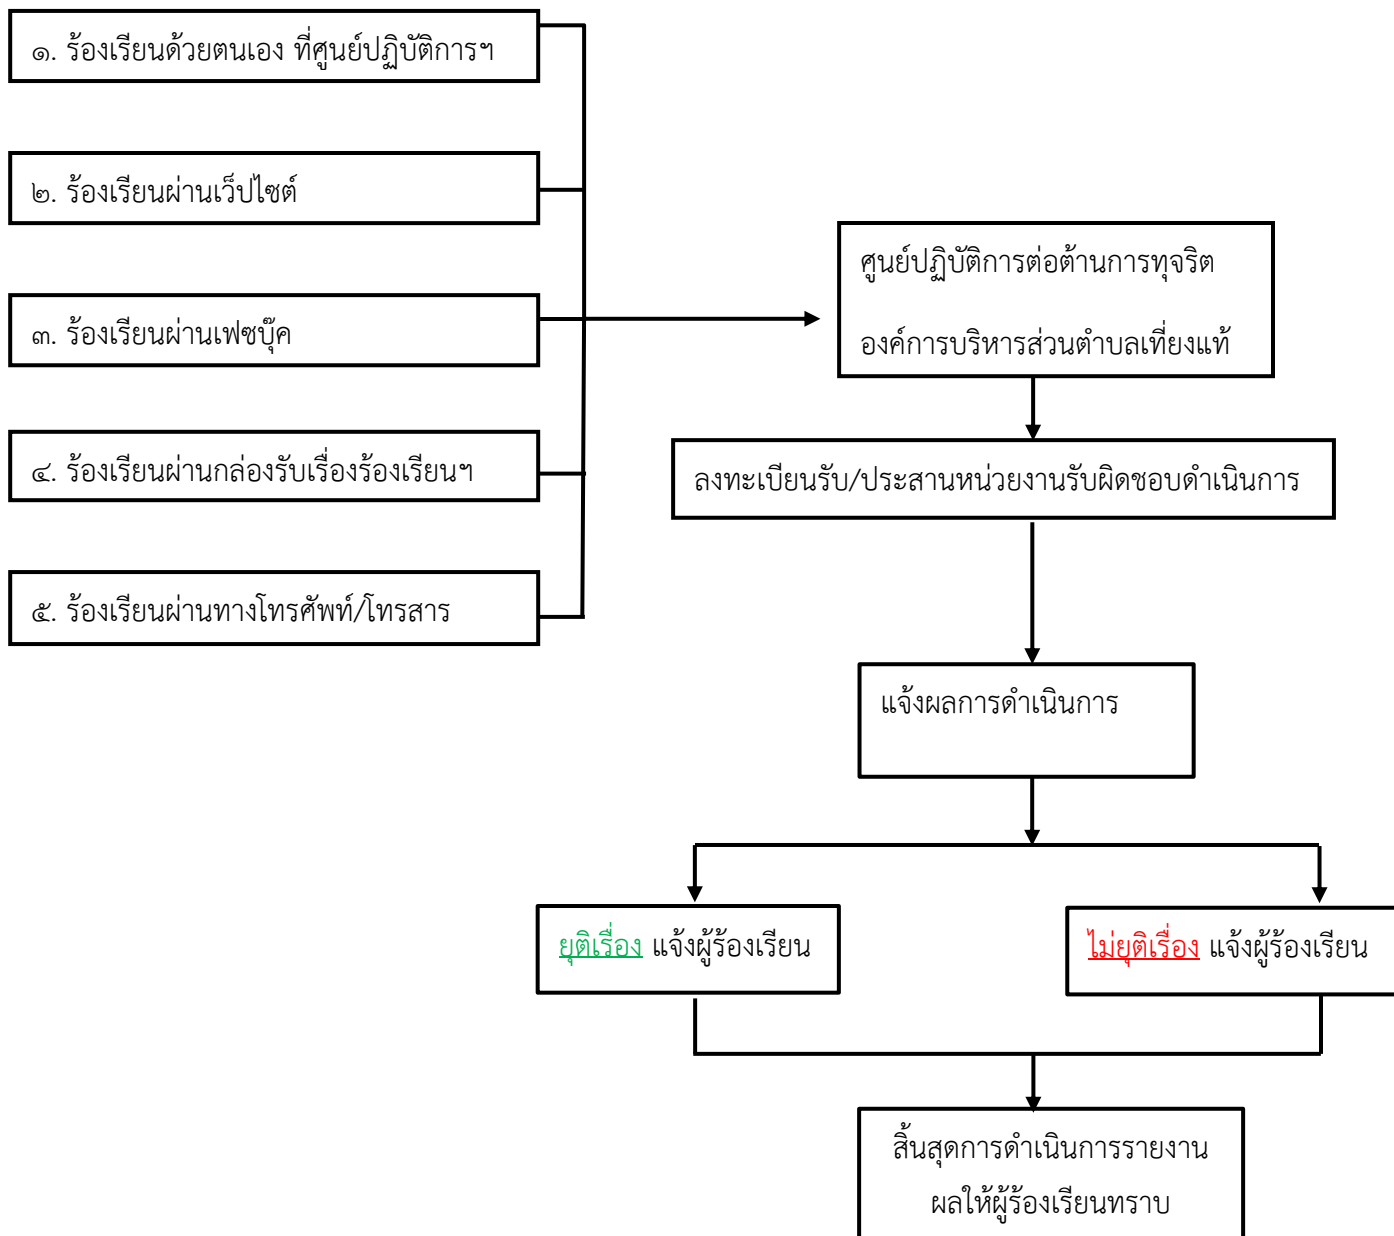 ๑. ร้องเรียนด้วยตนเอง ที่ศูนย์ปฏิบัติการฯ
๒. ร้องเรียนผ่านเว็ปไซต์
๓. ร้องเรียนผ่านเฟซบุ๊ค
๔. ร้องเรียนผ่านกล่องรับเรื่องร้องเรียนฯ
๕. ร้องเรียนผ่านทางโทรศัพท์/โทรสาร
ศูนย์ปฏิบัติการต่อต้านการทุจริต
องค์การบริหารส่วนตำบลเที่ยงแท้
ลงทะเบียนรับ/ประสานหน่วยงานรับผิดชอบดำเนินการ
แจ้งผลการดำเนินการ
ยุติเรื่อง แจ้งผู้ร้องเรียน
ไม่ยุติเรื่อง แจ้งผู้ร้องเรียน
สิ้นสุดการดำเนินการรายงาน
ผลให้ผู้ร้องเรียนทราบ